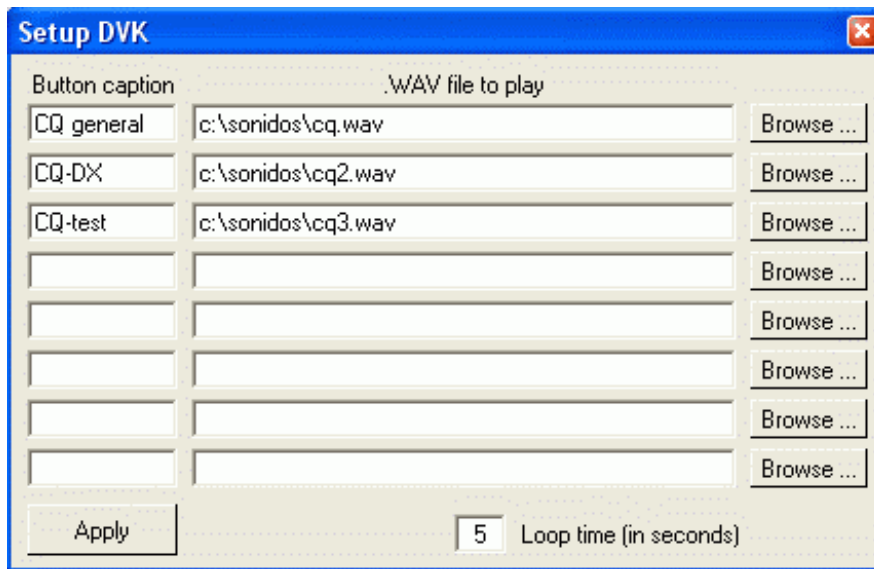 Setup DVK
Button caption .WAV file to play
CQ general c:\sonidos\cq.wav Browse ...
CQ-DX c:\sonidos\cq2.wav Browse ...
CQ-test c:\sonidos\cq3.wav Browse ...
Browse ...
Browse ...
Browse ...
Browse ...
Browse ...
Apply 5 Loop time (in seconds)